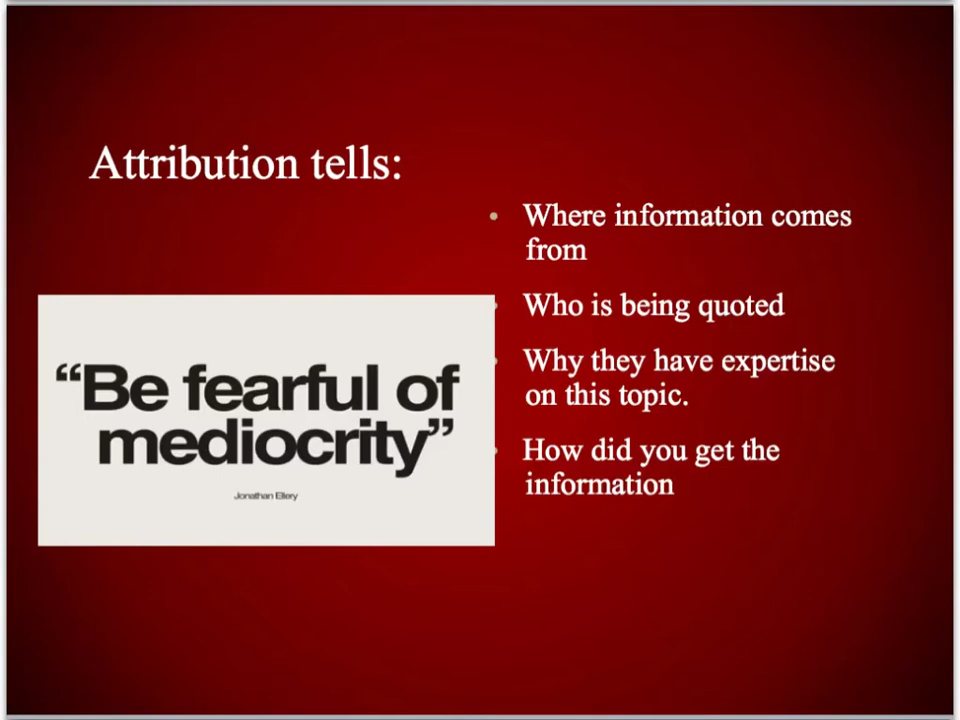 Attribution tells:
• Where information comes
from
• Who is being quoted
• Why they have expertise
on this topic.
• How did you get the
information
“Be fearful of
mediocrity”
Jonathan Ellery